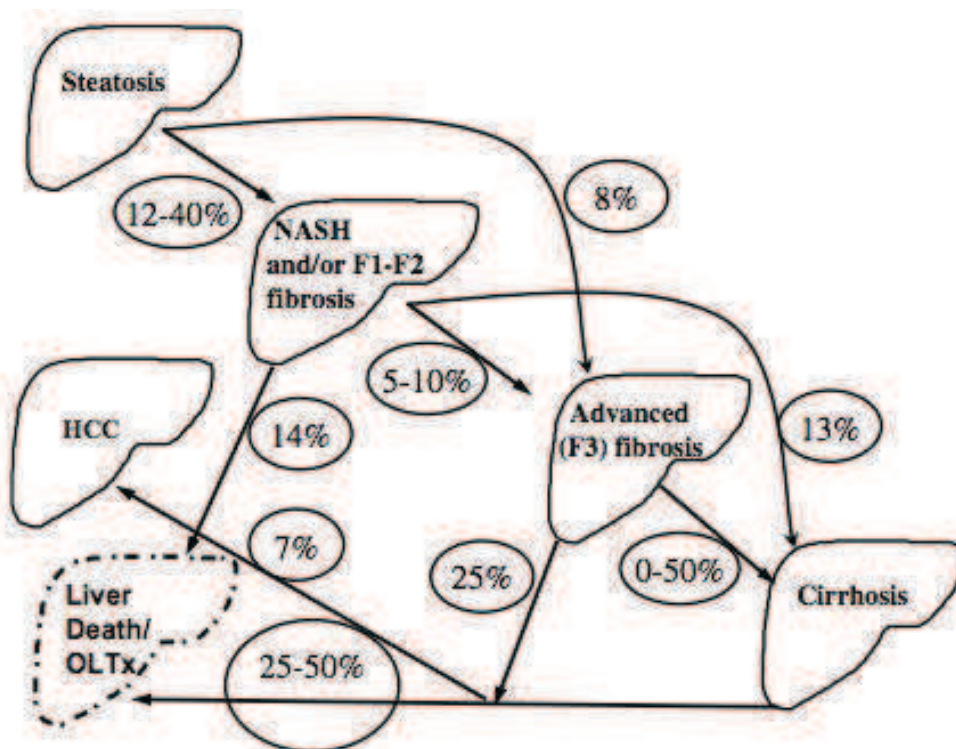 Steatosis
12-40%
8%
NASH
and/or F1-F2
fibrosis
5-10%
HCC
14%
Advanced
(F3) fibrosis
13%
7%
25%
0-50%
Liver
Death/
OLTx
25-50%
Cirrhosis